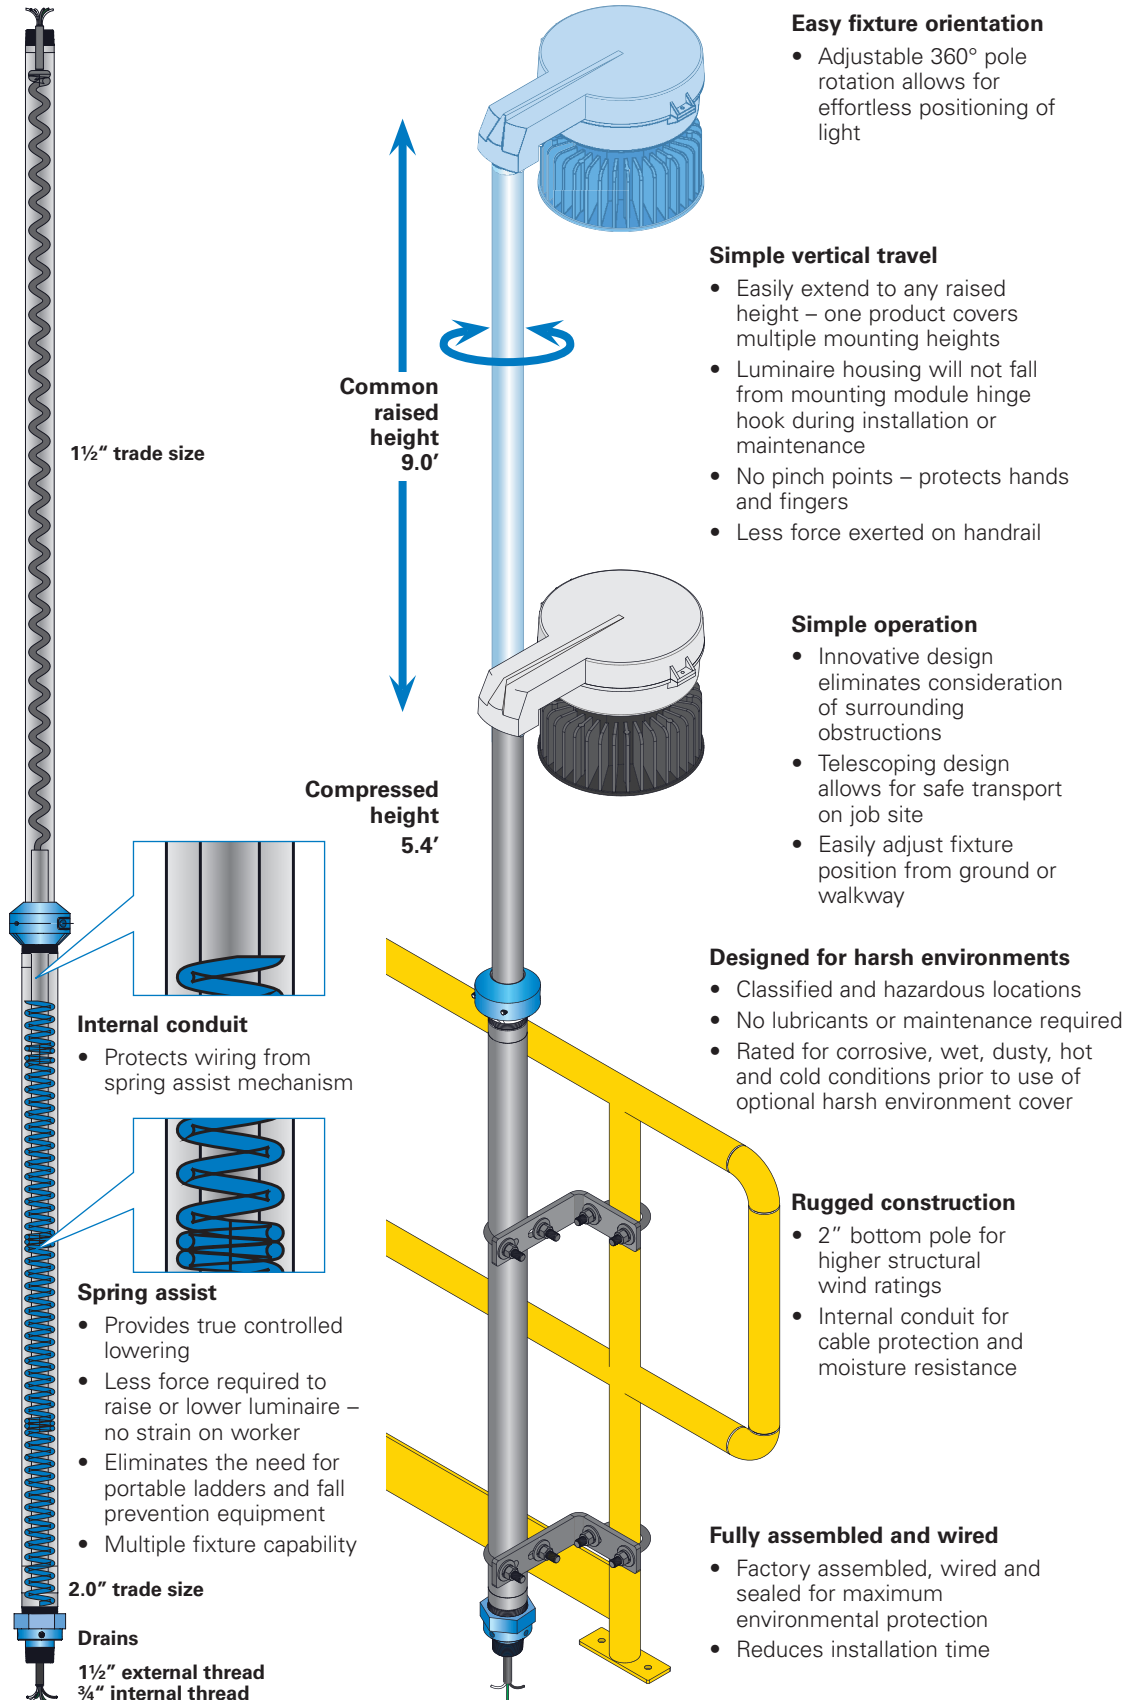 Easy fixture orientation
• Adjustable 360° pole
rotation allows for
effortless positioning of
light
Simple vertical travel
• Easily extend to any raised
height – one product covers
multiple mounting heights
• Luminaire housing will not fall
from mounting module hinge
hook during installation or
maintenance
• No pinch points – protects hands
and fingers
• Less force exerted on handrail
Common
raised
height
9.0′
1½“ trade size
Simple operation
• Innovative design
eliminates consideration
of surrounding
obstructions
• Telescoping design
allows for safe transport
on job site
• Easily adjust fixture
position from ground or
walkway
Compressed
height
5.4′
Designed for harsh environments
• Classified and hazardous locations
• No lubricants or maintenance required
• Rated for corrosive, wet, dusty, hot
and cold conditions prior to use of
optional harsh environment cover
Internal conduit
• Protects wiring from
spring assist mechanism
Rugged construction
• 2″ bottom pole for
higher structural
wind ratings
• Internal conduit for
cable protection and
moisture resistance
Spring assist
• Provides true controlled
lowering
• Less force required to
raise or lower luminaire –
no strain on worker
• Eliminates the need for
portable ladders and fall
prevention equipment
• Multiple fixture capability
Fully assembled and wired
• Factory assembled, wired and
sealed for maximum
environmental protection
• Reduces installation time
2.0″ trade size
Drains
1½″ external thread
¾“ internal thread